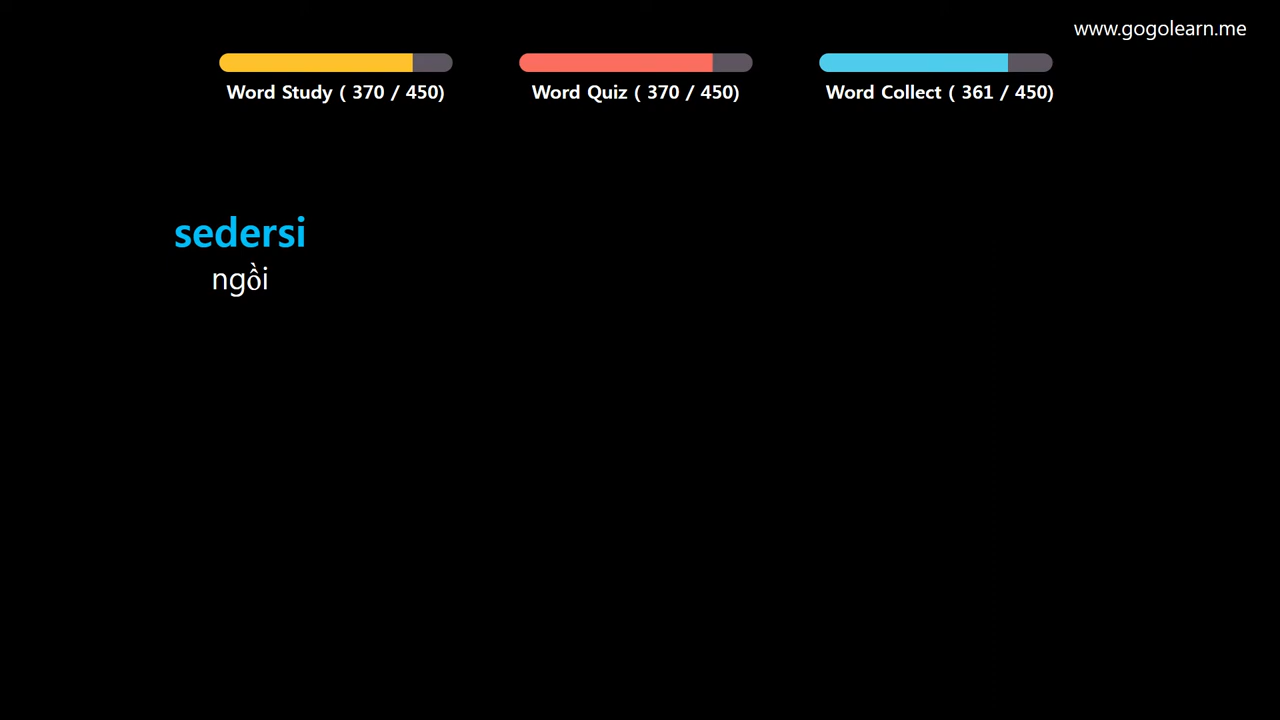 www.gogolearn.me
Word Study ( 370 / 450)
Word Quiz ( 370 / 450)
Word Collect ( 361 / 450)
sedersi
ngồi